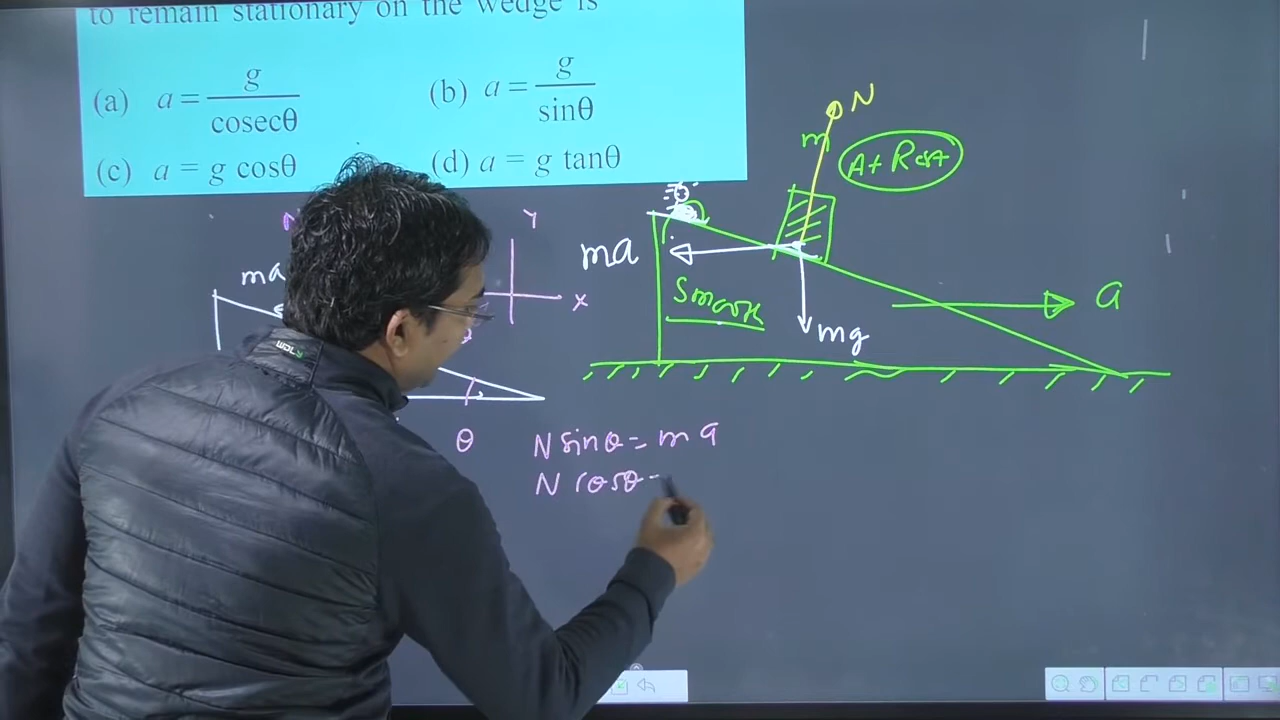 to remain stationary on the wedge is
(a) a = g/cosecθ (b) a = g/sinθ
(c) a = g cosθ (d) a = g tanθ
N
m
At Rest
Y
X
ma
ma
Smooth
a
mg
θ
N sinθ = ma
N cosθ =